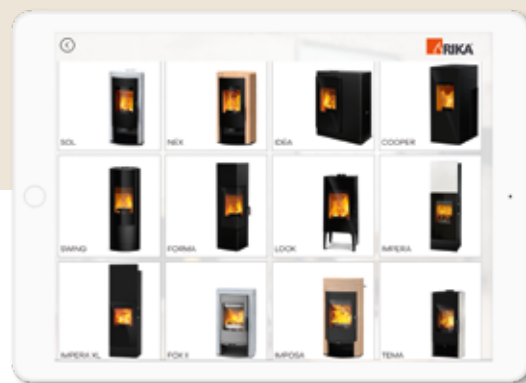 RIKA
SOL
NEX
IDEA
COOPER
SWING
FORMA
LOOK
IMPERA
IMPERA XL
FOX II
IMPOSA
TEMA